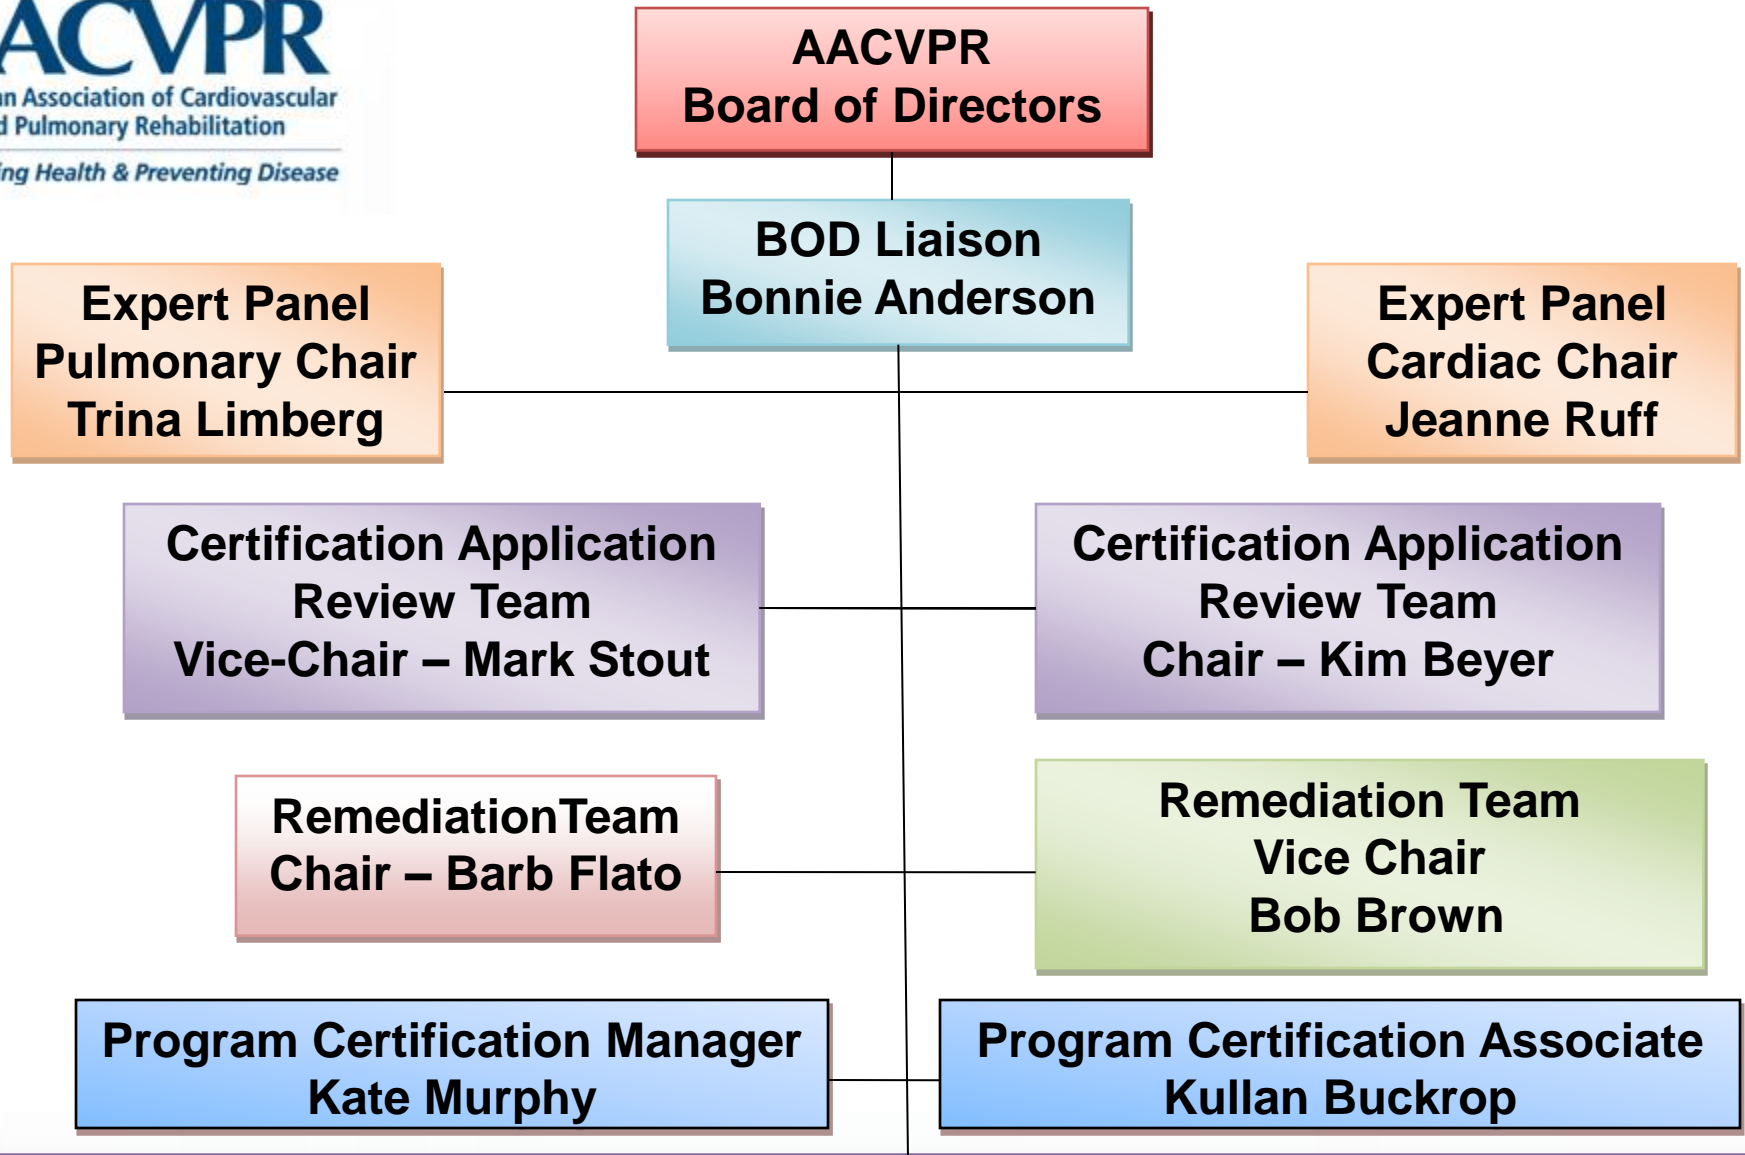 ACVPR
an Association of Cardiovascular
d Pulmonary Rehabilitation
ing Health & Preventing Disease
AACVPR
Board of Directors
BOD Liaison
Bonnie Anderson
Expert Panel
Pulmonary Chair
Trina Limberg
Expert Panel
Cardiac Chair
Jeanne Ruff
Certification Application
Review Team
Vice-Chair – Mark Stout
Certification Application
Review Team
Chair – Kim Beyer
RemediationTeam
Chair – Barb Flato
Remediation Team
Vice Chair
Bob Brown
Program Certification Manager
Kate Murphy
Program Certification Associate
Kullan Buckrop